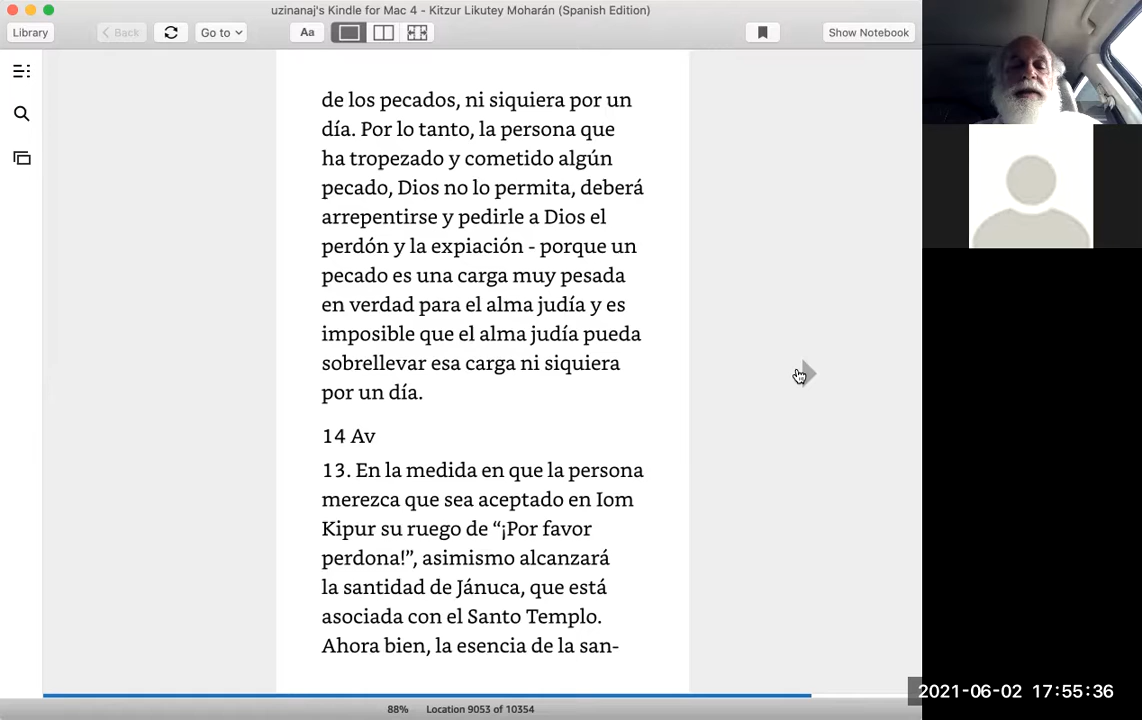 uzinanaj's Kindle for Mac 4 - Kitzur Likutey Moharán (Spanish Edition)
Library
Back
Go to
Aa
Show Notebook
de los pecados, ni siquiera por un
día. Por lo tanto, la persona que
ha tropezado y cometido algún
pecado, Dios no lo permita, deberá
arrepentirse y pedirle a Dios el
perdón y la expiación - porque un
pecado es una carga muy pesada
en verdad para el alma judía y es
imposible que el alma judía pueda
sobrellevar esa carga ni siquiera
por un día.
14 Av
13. En la medida en que la persona
merezca que sea aceptado en Iom
Kipur su ruego de “¡Por favor
perdona!”, asimismo alcanzará
la santidad de Jánuca, que está
asociada con el Santo Templo.
Ahora bien, la esencia de la san-
88% Location 9053 of 10354
2021-06-02 17:55:36